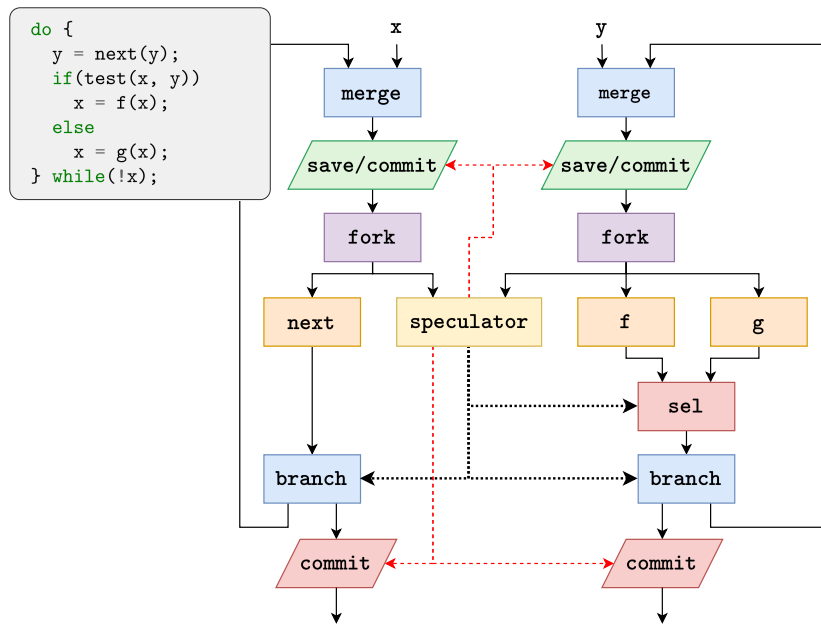 do {
y = next(y);
if(test(x, y))
x = f(x);
else
x = g(x);
} while(!x);
x
y
merge
merge
save/commit
save/commit
fork
fork
next
speculator
f
g
sel
branch
branch
commit
commit